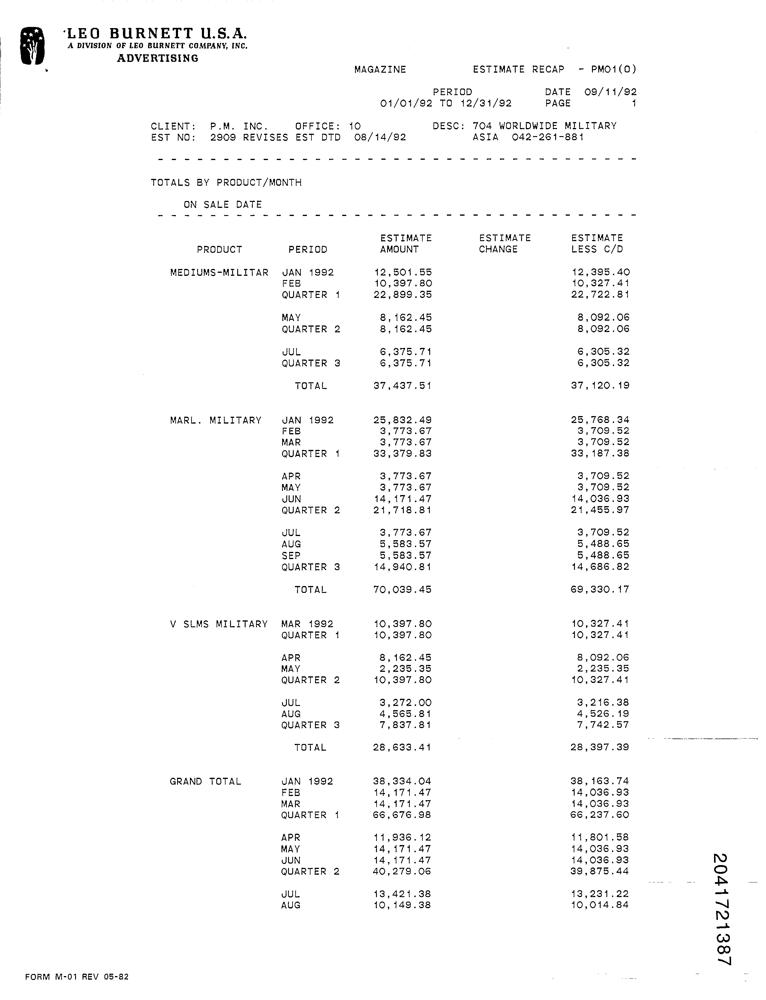 LEO BURNETT U.S.A.
A DIVISION OF LEO BURNETT COMPANY, INC.
ADVERTISING
MAGAZINE ESTIMATE RECAP - PM01(0)
PERIOD DATE 09/11/92
01/01/92 TO 12/31/92 PAGE 1
CLIENT: P.M. INC. OFFICE: 10 DESC: 704 WORLDWIDE MILITARY
EST NO: 2909 REVISES EST DTD 08/14/92 ASIA 042-261-881
TOTALS BY PRODUCT/MONTH
ON SALE DATE
ESTIMATE ESTIMATE ESTIMATE
PRODUCT PERIOD AMOUNT CHANGE LESS C/D
MEDIUMS-MILITAR JAN 1992 12,501.55 12,395.40
FEB 10,397.80 10,327.41
QUARTER 1 22,899.35 22,722.81
MAY 8,162.45 8,092.06
QUARTER 2 8,162.45 8,092.06
JUL 6,375.71 6,305.32
QUARTER 3 6,375.71 6,305.32
TOTAL 37,437.51 37,120.19
MARL. MILITARY JAN 1992 25,832.49 25,768.34
FEB 3,773.67 3,709.52
MAR 3,773.67 3,709.52
QUARTER 1 33,379.83 33,187.38
APR 3,773.67 3,709.52
MAY 3,773.67 3,709.52
JUN 14,171.47 14,036.93
QUARTER 2 21,718.81 21,455.97
JUL 3,773.67 3,709.52
AUG 5,583.57 5,488.65
SEP 5,583.57 5,488.65
QUARTER 3 14,940.81 14,686.82
TOTAL 70,039.45 69,330.17
V SLMS MILITARY MAR 1992 10,397.80 10,327.41
QUARTER 1 10,397.80 10,327.41
APR 8,162.45 8,092.06
MAY 2,235.35 2,235.35
QUARTER 2 10,397.80 10,327.41
JUL 3,272.00 3,216.38
AUG 4,565.81 4,526.19
QUARTER 3 7,837.81 7,742.57
TOTAL 28,633.41 28,397.39
GRAND TOTAL JAN 1992 38,334.04 38,163.74
FEB 14,171.47 14,036.93
MAR 14,171.47 14,036.93
QUARTER 1 66,676.98 66,237.60
APR 11,936.12 11,801.58
MAY 14,171.47 14,036.93
JUN 14,171.47 14,036.93
QUARTER 2 40,279.06 39,875.44
JUL 13,421.38 13,231.22
AUG 10,149.38 10,014.84
2041721387
FORM M-01 REV 05-82